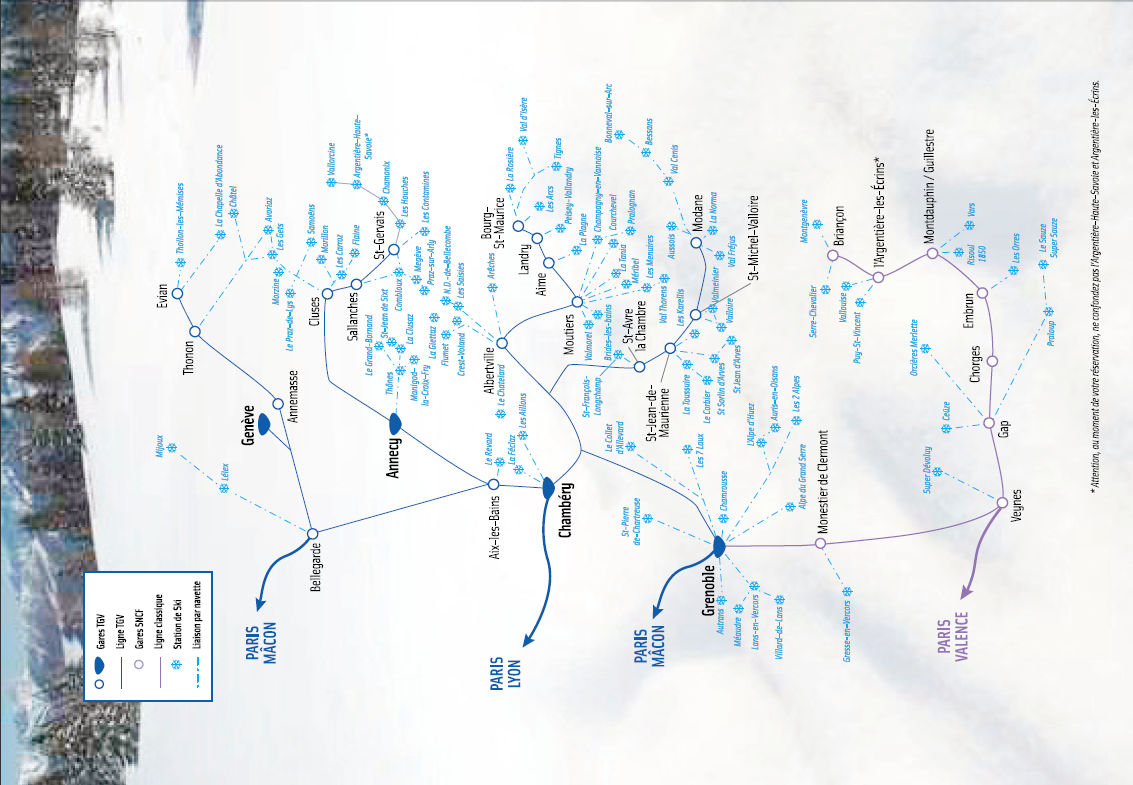 Gares TGV
Ligne TGV
Gares SNCF
Ligne classique
Station de Ski
Liaison par navette
PARIS
MÂCON
PARIS
LYON
PARIS
MÂCON
PARIS
VALENCE
Evian
Thollon-les-Mémises
La Chapelle d'Abondance
Châtel
Thonon
Avoriaz
Les Gets
Morzine
Le Praz-de-Lys
Annemasse
Genève
Mijoux
Lélex
Bellegarde
Cluses
Samoëns
Morillon
Les Carroz
Flaine
Sallanches
St-Gervais
Vallorcine
Argentière-Haute-
Savoie*
Chamonix
Les Houches
Les Contamines
Combloux
Megève
Praz-sur-Arly
N.D.-de-Bellecombe
Les Saisies
Crest-Voland
Flumet
La Giettaz
Le Grand-Bornand
St-Jean de Sixt
La Clusaz
Thônes
Manigod-
la-Croix-Fry
Annecy
Aix-les-Bains
Le Revard
La Féclaz
Les Aillons
Le Chatelard
Chambéry
Albertville
Arêches
Bourg-
St-Maurice
La Rosière
Val d'Isère
Tignes
Les Arcs
Landry
Peisey-Vallandry
Aime
La Plagne
Moutiers
Champagny-en-Vannoise
Courchevel
Pralognan
La Tania
Méribel
Les Menuires
Val Thorens
Brides-les-bains
Valmorel
St-Avre
la Chambre
St-François-
Longchamp
St-Jean-de-
Maurienne
La Toussuire
Le Corbier
St Sorlin d'Arves
St Jean d'Arves
Les Karellis
Valmeinier
Valloire
St-Michel-Valloire
Modane
Aussois
La Norma
Val Fréjus
Val Cenis
Bessans
Bonneval-sur-Arc
Le Collet
d'Allevard
Les 7 Laux
Chamrousse
St-Pierre
de-Chartreuse
L'Alpe d'Huez
Auris-en-Oisans
Les 2 Alpes
Alpe du Grand Serre
Grenoble
Autrans
Méaudre
Lans-en-Vercors
Villard-de-Lans
Monestier de Clermont
Gresse-en-Vercors
Veynes
Super Dévoluy
Gap
Ceüze
Orcières Merlette
Chorges
Embrun
Pra loup
Le Sauze
Super Sauze
Les Orres
Montdauphin / Guillestre
Vars
Risoul
1850
l'Argentière-les-Écrins*
Puy-St-Vincent
Vallouise
Briançon
Serre-Chevalier
Montgenèvre
* Attention, au moment de votre réservation, ne confondez pas l'Argentière-Haute-Savoie et Argentière-les-Écrins.